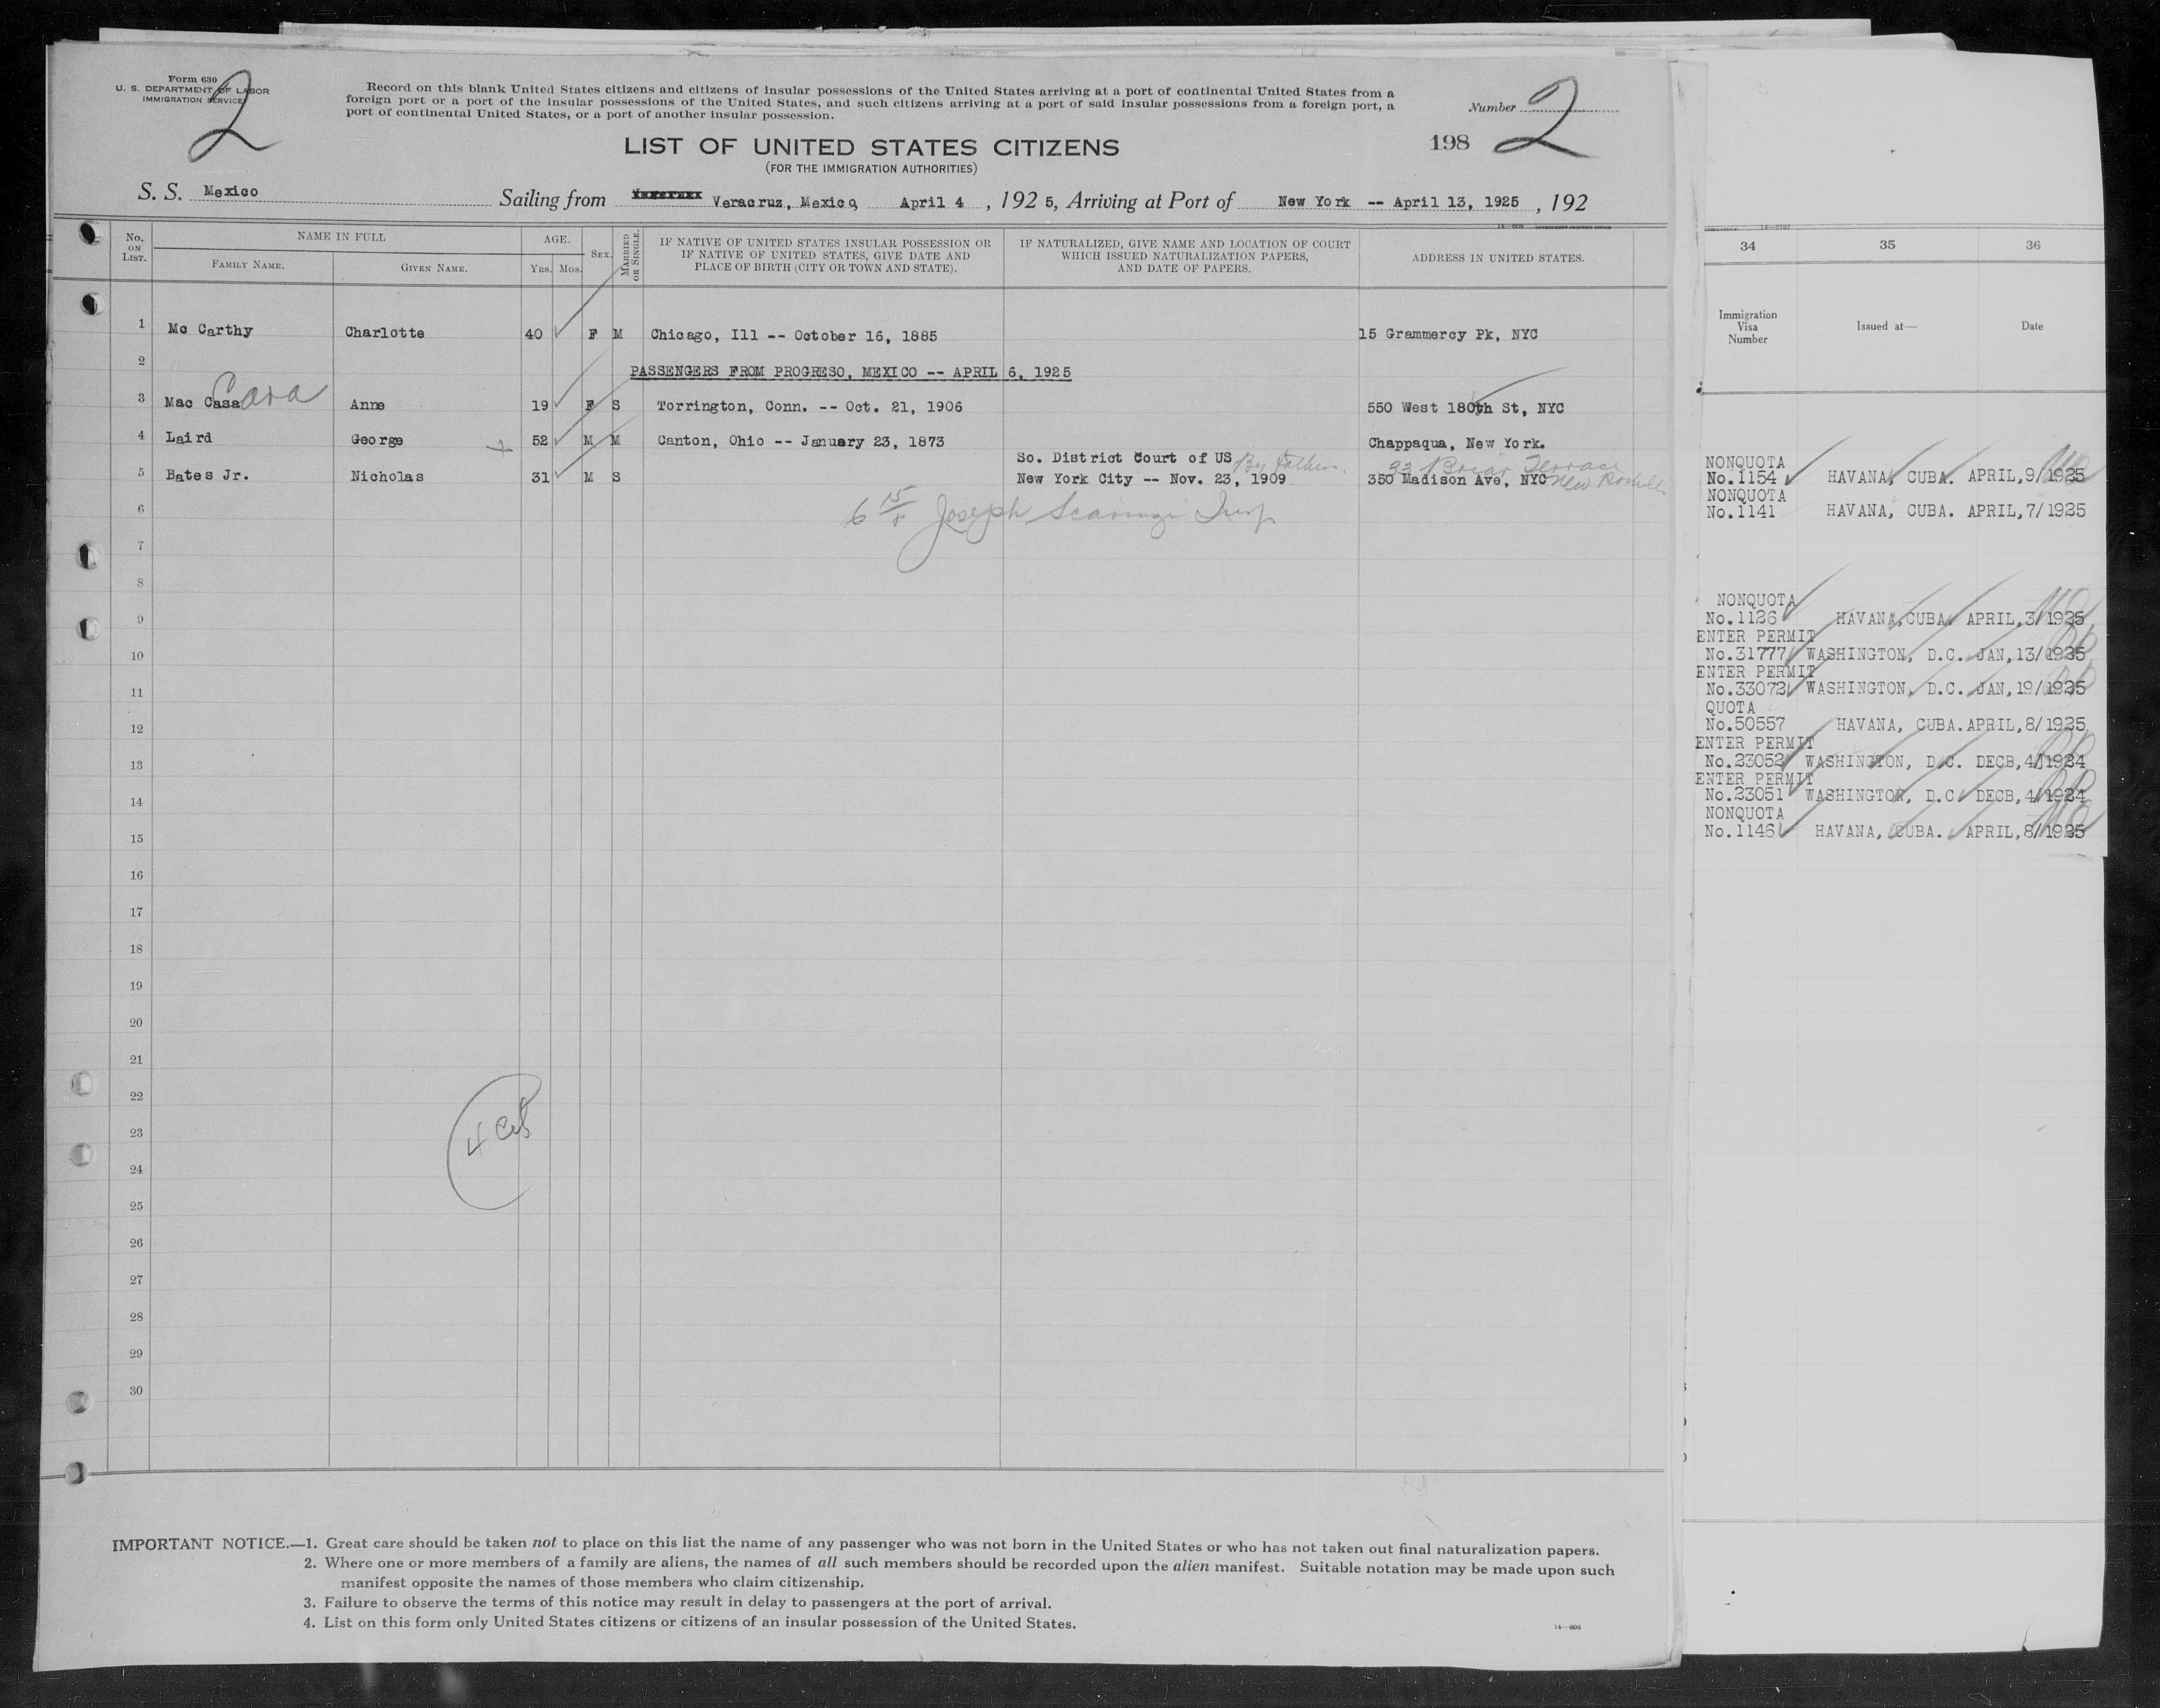 Form 630
U. S. DEPARTMENT OF LABOR
IMMIGRATION SERVICE
2
Record on this blank United States citizens and citizens of insular possessions of the United States arriving at a port of continental United States from a
foreign port or a port of the insular possessions of the United States, and such citizens arriving at a port of said insular possessions from a foreign port, a
port of continental United States, or a port of another insular possession.
Number 2
198
LIST OF UNITED STATES CITIZENS
(FOR THE IMMIGRATION AUTHORITIES)
S. S. Mexico Sailing from Veracruz, Mexico, April 4, 1925, Arriving at Port of New York -- April 13, 1925, 192
No. ON LIST. NAME IN FULL AGE. SEX. MARRIED OR SINGLE. IF NATIVE OF UNITED STATES INSULAR POSSESSION OR IF NATIVE OF UNITED STATES, GIVE DATE AND PLACE OF BIRTH (CITY OR TOWN AND STATE). IF NATURALIZED, GIVE NAME AND LOCATION OF COURT WHICH ISSUED NATURALIZATION PAPERS, AND DATE OF PAPERS. ADDRESS IN UNITED STATES.
FAMILY NAME. GIVEN NAME. YRS. MOS.
1 Mc Carthy Charlotte 40 F M Chicago, Ill -- October 16, 1885 15 Grammercy Pk, NYC
2 PASSENGERS FROM PROGRESO, MEXICO -- APRIL 6, 1925
Cara
3 Mac Casa Anne 19 F S Torrington, Conn. -- Oct. 21, 1906 550 West 180th St, NYC
4 Laird George 52 M M Canton, Ohio -- January 23, 1873 Chappaqua, New York.
So. District Court of US By Father. 33 Briar Terrace
5 Bates Jr. Nicholas 31 M S New York City -- Nov. 23, 1909 350 Madison Ave, NYC New Rochelle
6 Joseph Scaringi Insp
6
7
8
9
10
11
12
13
14
15
16
17
18
19
20
21
22
23
24
25
26
27
28
29
30
IMPORTANT NOTICE.—1. Great care should be taken not to place on this list the name of any passenger who was not born in the United States or who has not taken out final naturalization papers.
2. Where one or more members of a family are aliens, the names of all such members should be recorded upon the alien manifest. Suitable notation may be made upon such
manifest opposite the names of those members who claim citizenship.
3. Failure to observe the terms of this notice may result in delay to passengers at the port of arrival.
4. List on this form only United States citizens or citizens of an insular possession of the United States.
14—608
34 35 36
Immigration Visa Number Issued at— Date
NONQUOTA
No.1154 HAVANA, CUBA. APRIL,9/1925
NONQUOTA
No.1141 HAVANA, CUBA. APRIL,7/1925
NONQUOTA
No.1126 HAVANA,CUBA. APRIL,3/1925
ENTER PERMIT
No.31777 WASHINGTON, D.C. JAN,13/1925
ENTER PERMIT
No.33072 WASHINGTON, D.C. JAN,19/1925
QUOTA
No.50557 HAVANA, CUBA. APRIL,8/1925
ENTER PERMIT
No.23052 WASHINGTON, D.C. DECB,4/1924
ENTER PERMIT
No.23051 WASHINGTON, D.C. DECB,4/1924
NONQUOTA
No.1146 HAVANA, CUBA. APRIL,8/1925